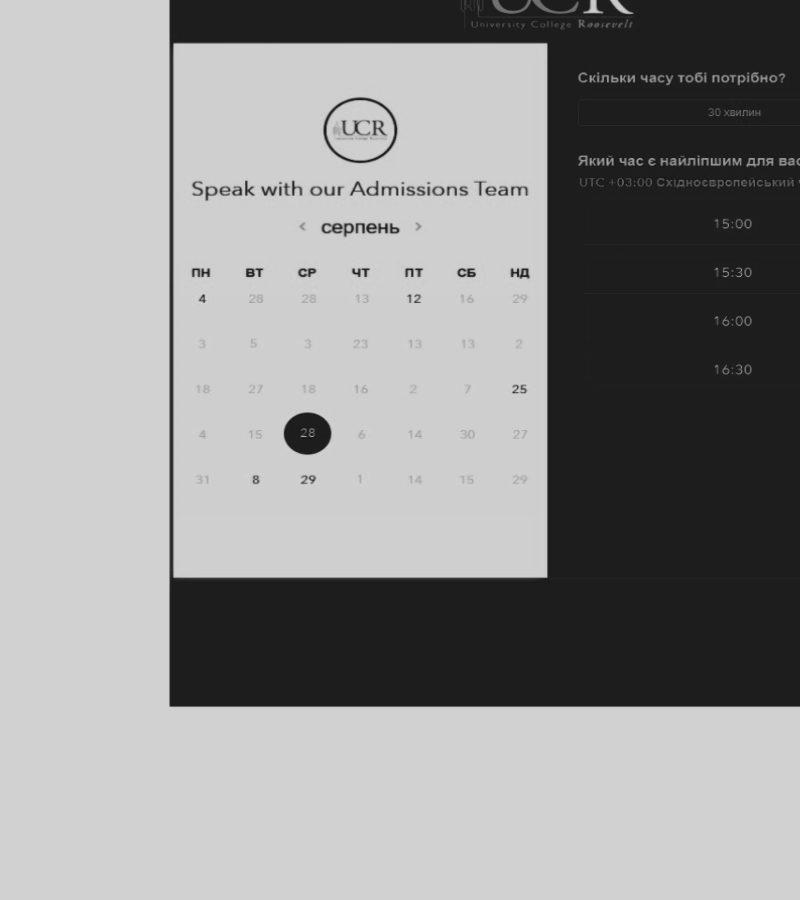 UCR
University College Roosevelt
UCR
Speak with our Admissions Team
< серпень >
ПН ВТ СР ЧТ ПТ СБ НД
4 28 28 13 12 16 29
3 5 3 23 13 13 2
18 27 18 16 2 7 25
4 15 28 6 14 30 27
31 8 29 1 14 15 29
Скільки часу тобі потрібно?
30 хвилин
Який час є найліпшим для вас
UTC +03:00 Східноєвропейський
15:00
15:30
16:00
16:30